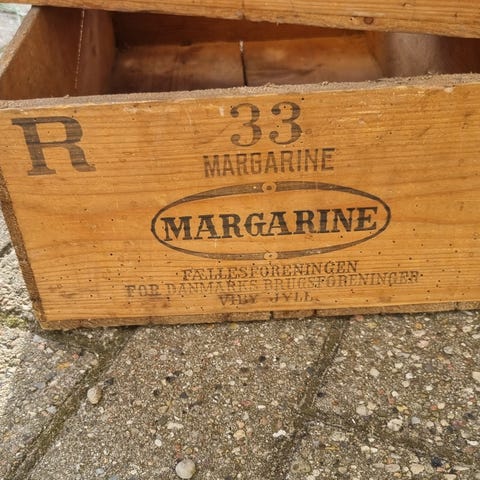 R
33
MARGARINE
MARGARINE
FÆLLESFORENINGEN
FOR DANMARKS BRUGSFORENINGER
VIBY JYLL.